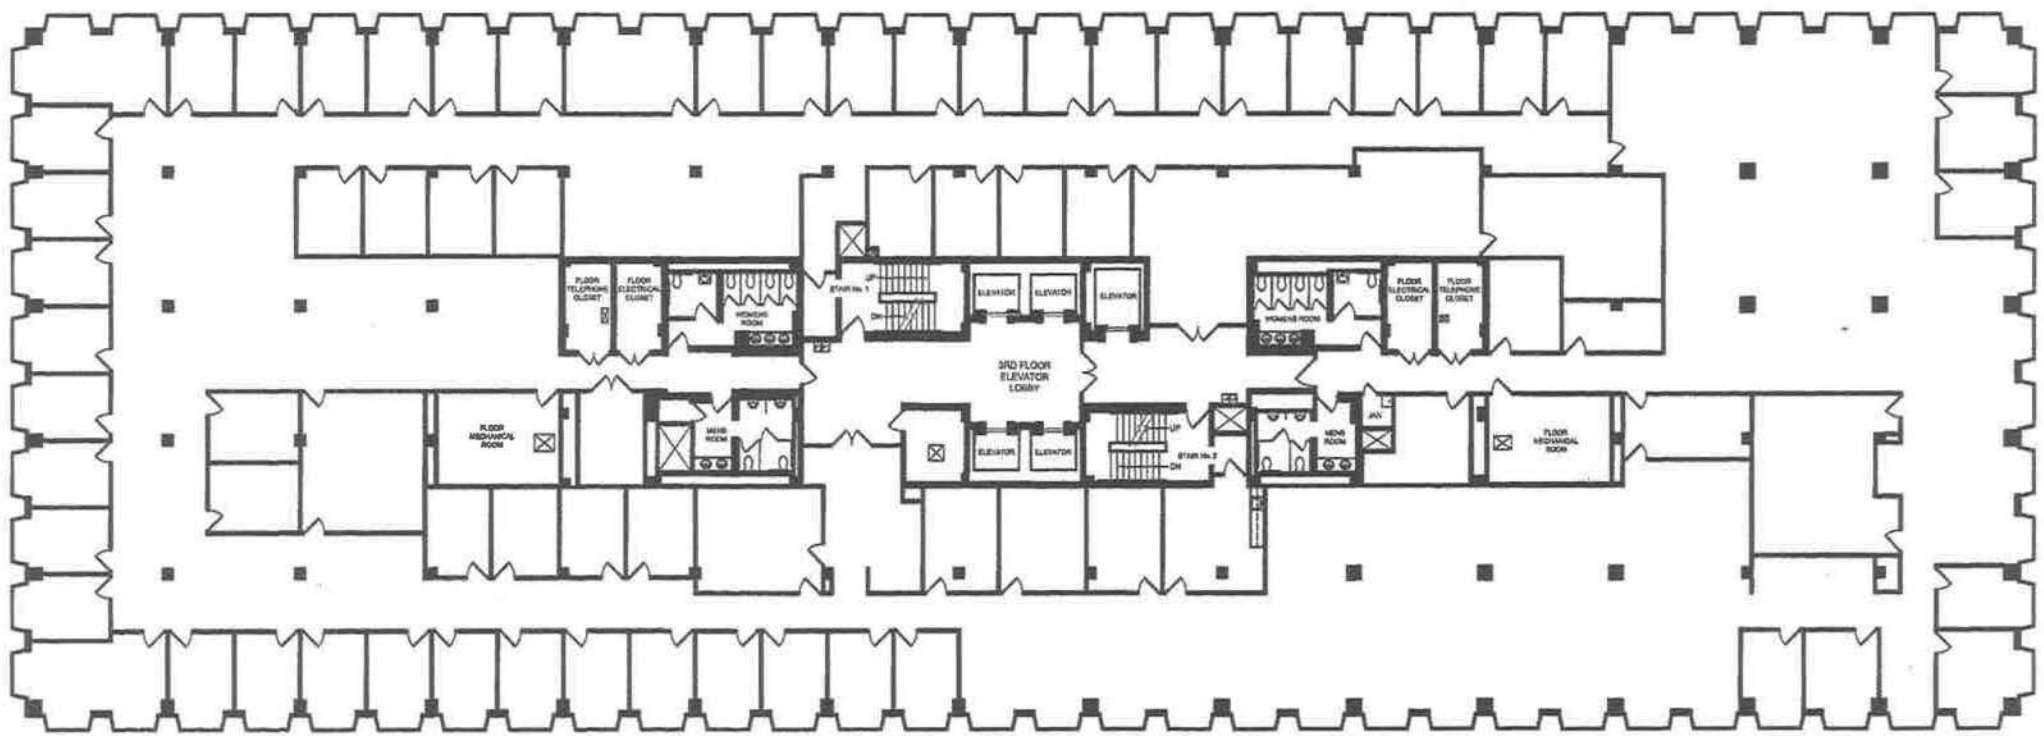 FLOOR
TELEPHONE
CLOSET
FLOOR
ELECTRICAL
CLOSET
WOMENS
ROOM
UP
STAIR No. 1
DN
ELEVATOR
ELEVATOR
ELEVATOR
WOMENS ROOM
FLOOR
ELECTRICAL
CLOSET
FLOOR
TELEPHONE
CLOSET
3RD FLOOR
ELEVATOR
LOBBY
FLOOR
MECHANICAL
ROOM
MENS
ROOM
ELEVATOR
ELEVATOR
UP
STAIR No. 2
DN
MENS
ROOM
JAN
FLOOR
MECHANICAL
ROOM